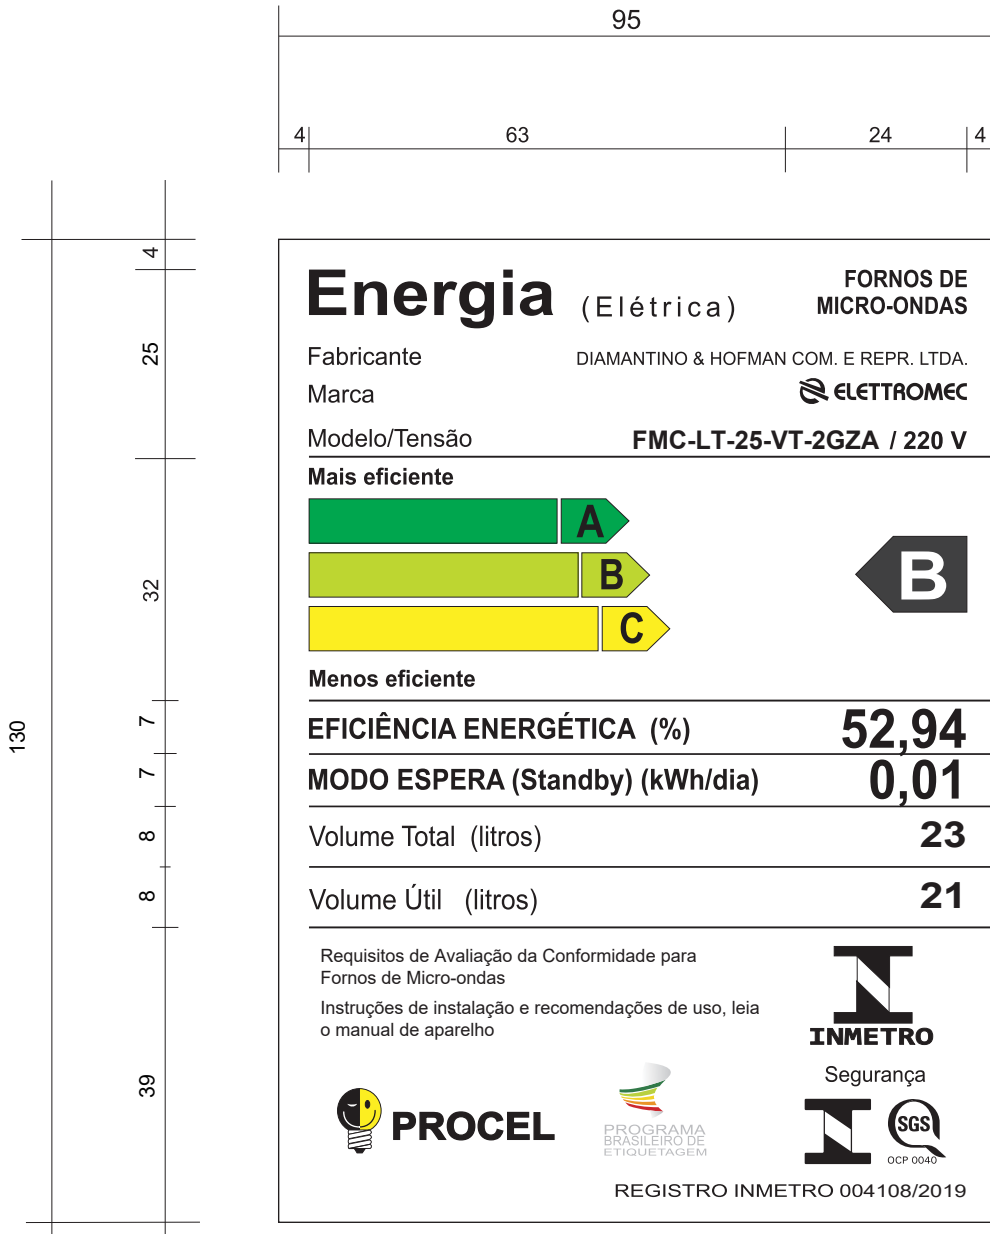 95
4 63 24 4
4
25
32
130
7
7
8
8
39
Energia (Elétrica)
FORNOS DE
MICRO-ONDAS
Fabricante DIAMANTINO & HOFMAN COM. E REPR. LTDA.
Marca ELETTROMEC
Modelo/Tensão FMC-LT-25-VT-2GZA / 220 V
Mais eficiente
A
B
B
C
Menos eficiente
EFICIÊNCIA ENERGÉTICA (%) 52,94
MODO ESPERA (Standby) (kWh/dia) 0,01
Volume Total (litros) 23
Volume Útil (litros) 21
Requisitos de Avaliação da Conformidade para
Fornos de Micro-ondas
Instruções de instalação e recomendações de uso, leia
o manual de aparelho
INMETRO
Segurança
PROCEL
PROGRAMA
BRASILEIRO DE
ETIQUETAGEM
SGS
OCP 0040
REGISTRO INMETRO 004108/2019